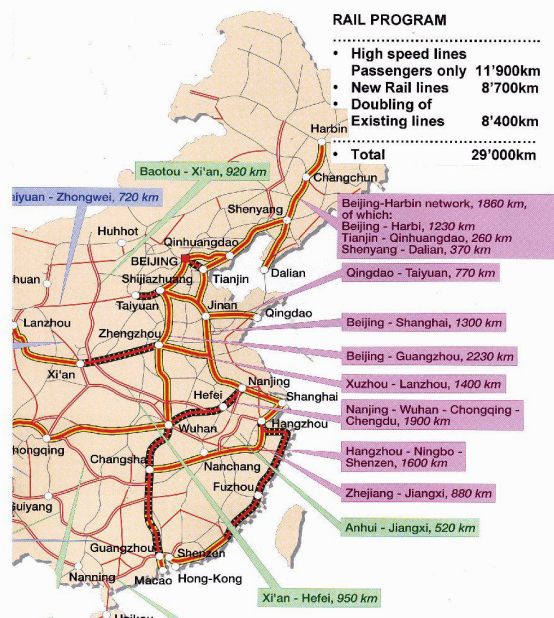 RAIL PROGRAM
• High speed lines
Passengers only 11'900km
• New Rail lines 8'700km
• Doubling of
Existing lines 8'400km
• Total 29'000km
Harbin
Baotou - Xi'an, 920 km
Changchun
aiyuan - Zhongwei, 720 km
Shenyang
Beijing-Harbin network, 1860 km,
of which:
Beijing - Harbi, 1230 km
Tianjin - Qinhuangdao, 260 km
Shenyang - Dalian, 370 km
Huhhot
Qinhuangdao
BEIJING
Dalian
Qingdao - Taiyuan, 770 km
Shijiazhuang
Tianjin
huan
Taiyuan
Jinan
Qingdao
Lanzhou
Beijing - Shanghai, 1300 km
Zhengzhou
Beijing - Guangzhou, 2230 km
Xi'an
Nanjing
Xuzhou - Lanzhou, 1400 km
Hefei
Shanghai
Nanjing - Wuhan - Chongqing -
Chengdu, 1900 km
Wuhan
Hangzhou
hongqing
Changsha
Hangzhou - Ningbo -
Shenzen, 1600 km
Nanchang
Fuzhou
Zhejiang - Jiangxi, 880 km
Guiyang
Anhui - Jiangxi, 520 km
Guangzhou
Shenzen
Nanning
Macao
Hong-Kong
Xi'an - Hefei, 950 km